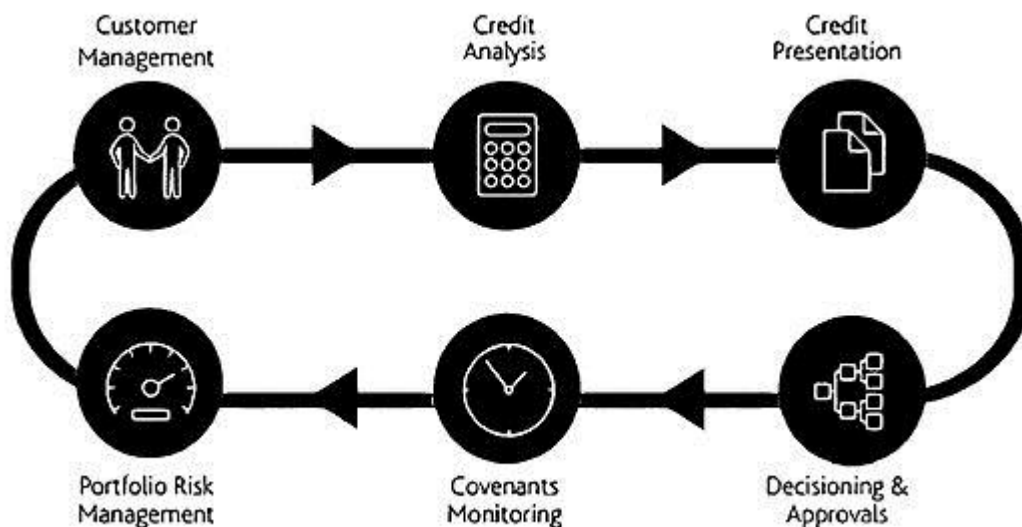 Customer
Management
Credit
Analysis
Credit
Presentation
Portfolio Risk
Management
Covenants
Monitoring
Decisioning &
Approvals